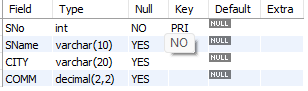 Field Type Null Key Default Extra
SNo int NO PRI NULL
SName varchar(10) YES NULL
NO
CITY varchar(20) YES NULL
COMM decimal(2,2) YES NULL